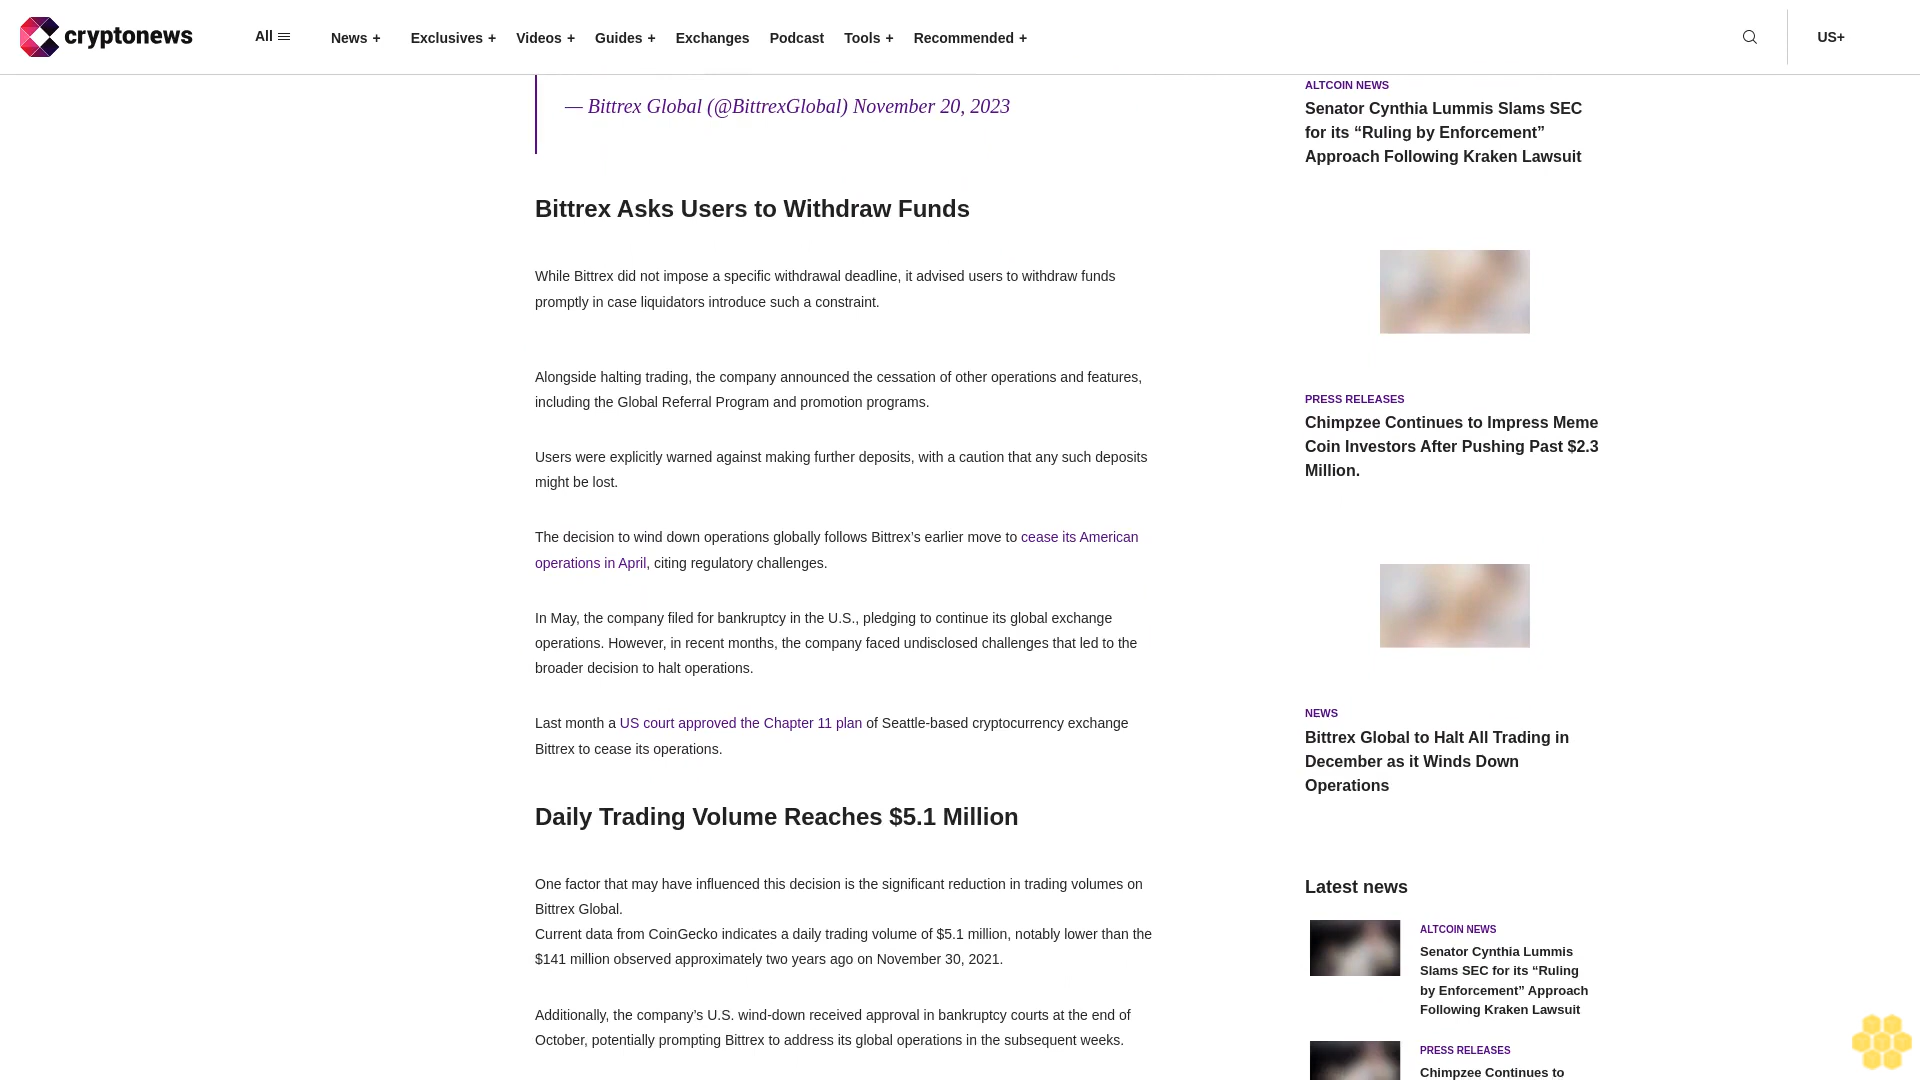 cryptonews
All
News +
Exclusives +
Videos +
Guides +
Exchanges
Podcast
Tools +
Recommended +
US+
— Bittrex Global (@BittrexGlobal) November 20, 2023
Bittrex Asks Users to Withdraw Funds
While Bittrex did not impose a specific withdrawal deadline, it advised users to withdraw funds
promptly in case liquidators introduce such a constraint.
Alongside halting trading, the company announced the cessation of other operations and features,
including the Global Referral Program and promotion programs.
Users were explicitly warned against making further deposits, with a caution that any such deposits
might be lost.
The decision to wind down operations globally follows Bittrex’s earlier move to cease its American
operations in April, citing regulatory challenges.
In May, the company filed for bankruptcy in the U.S., pledging to continue its global exchange
operations. However, in recent months, the company faced undisclosed challenges that led to the
broader decision to halt operations.
Last month a US court approved the Chapter 11 plan of Seattle-based cryptocurrency exchange
Bittrex to cease its operations.
Daily Trading Volume Reaches $5.1 Million
One factor that may have influenced this decision is the significant reduction in trading volumes on
Bittrex Global.
Current data from CoinGecko indicates a daily trading volume of $5.1 million, notably lower than the
$141 million observed approximately two years ago on November 30, 2021.
Additionally, the company’s U.S. wind-down received approval in bankruptcy courts at the end of
October, potentially prompting Bittrex to address its global operations in the subsequent weeks.
ALTCOIN NEWS
Senator Cynthia Lummis Slams SEC
for its “Ruling by Enforcement”
Approach Following Kraken Lawsuit
PRESS RELEASES
Chimpzee Continues to Impress Meme
Coin Investors After Pushing Past $2.3
Million.
NEWS
Bittrex Global to Halt All Trading in
December as it Winds Down
Operations
Latest news
ALTCOIN NEWS
Senator Cynthia Lummis
Slams SEC for its “Ruling
by Enforcement” Approach
Following Kraken Lawsuit
PRESS RELEASES
Chimpzee Continues to